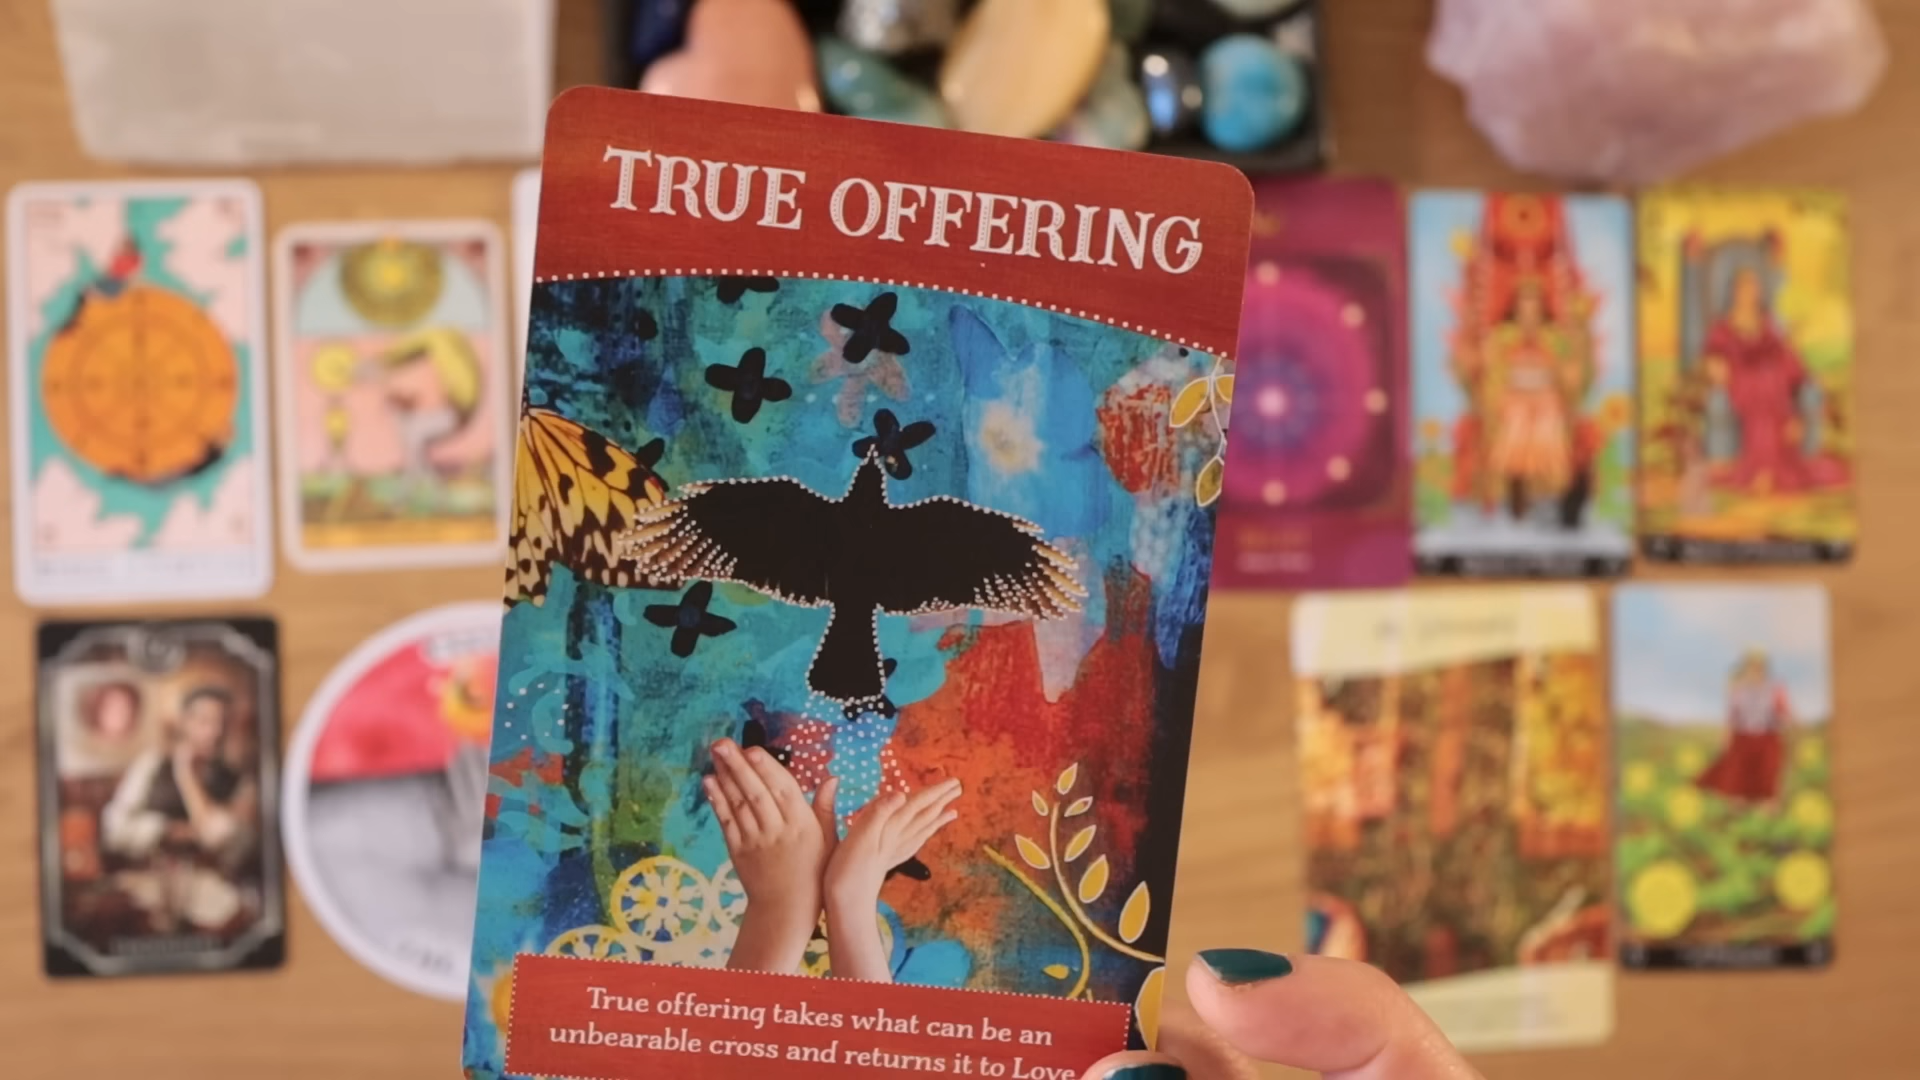 TRUE OFFERING
True offering takes what can be an
unbearable cross and returns it to Love